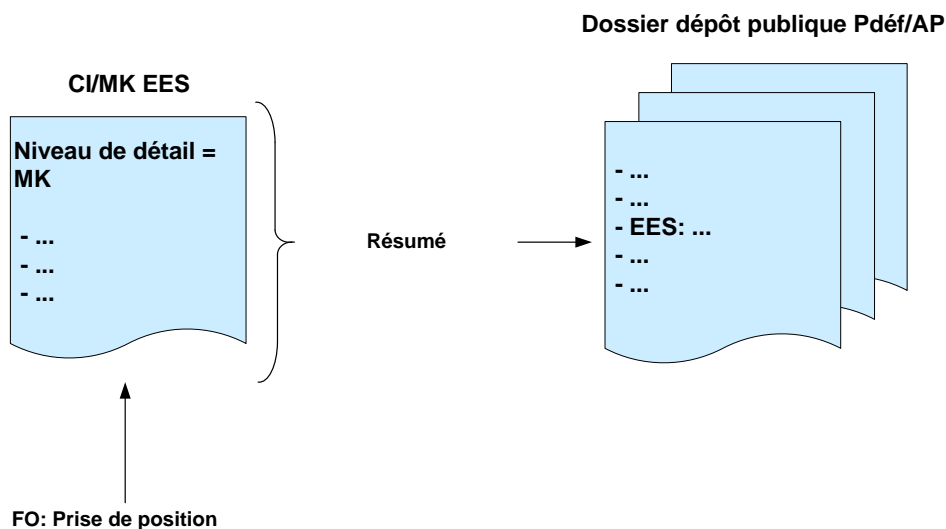 Dossier dépôt publique Pdéf/AP
CI/MK EES
Niveau de détail =
MK
- ...
- ...
- ...
Résumé
- ...
- ...
- EES: ...
- ...
- ...
FO: Prise de position